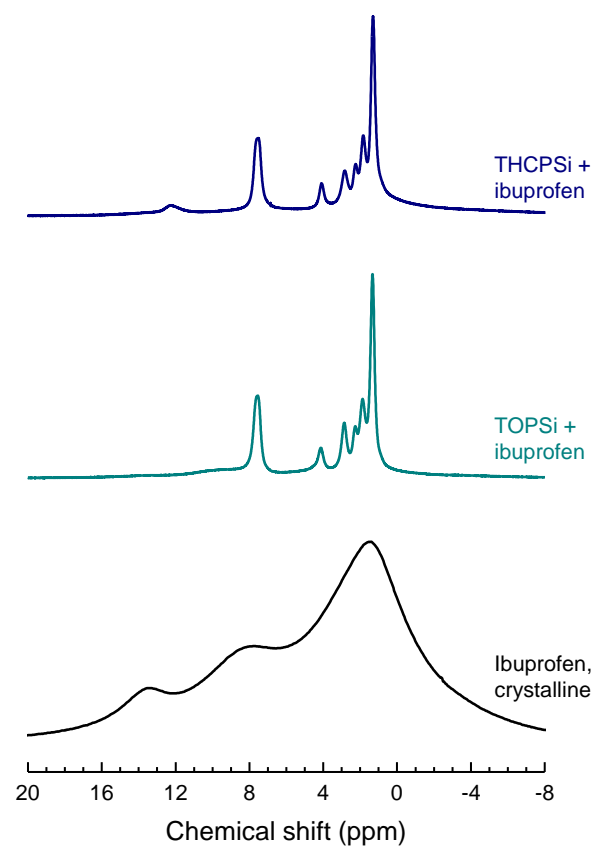 THCPSi +
ibuprofen
TOPSi +
ibuprofen
Ibuprofen,
crystalline
20 16 12 8 4 0 -4 -8
Chemical shift (ppm)